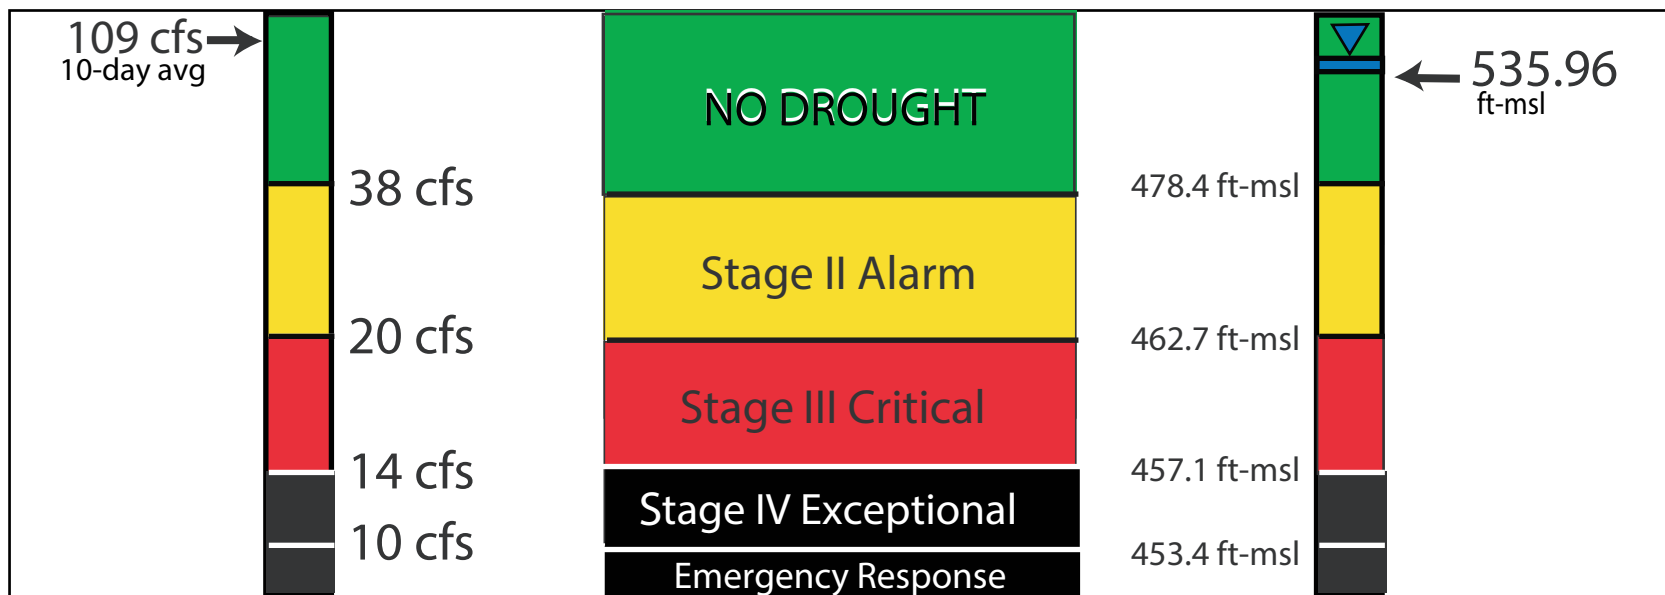 109 cfs
10-day avg
38 cfs
20 cfs
14 cfs
10 cfs
NO DROUGHT
Stage II Alarm
Stage III Critical
Stage IV Exceptional
Emergency Response
535.96
ft-msl
478.4 ft-msl
462.7 ft-msl
457.1 ft-msl
453.4 ft-msl